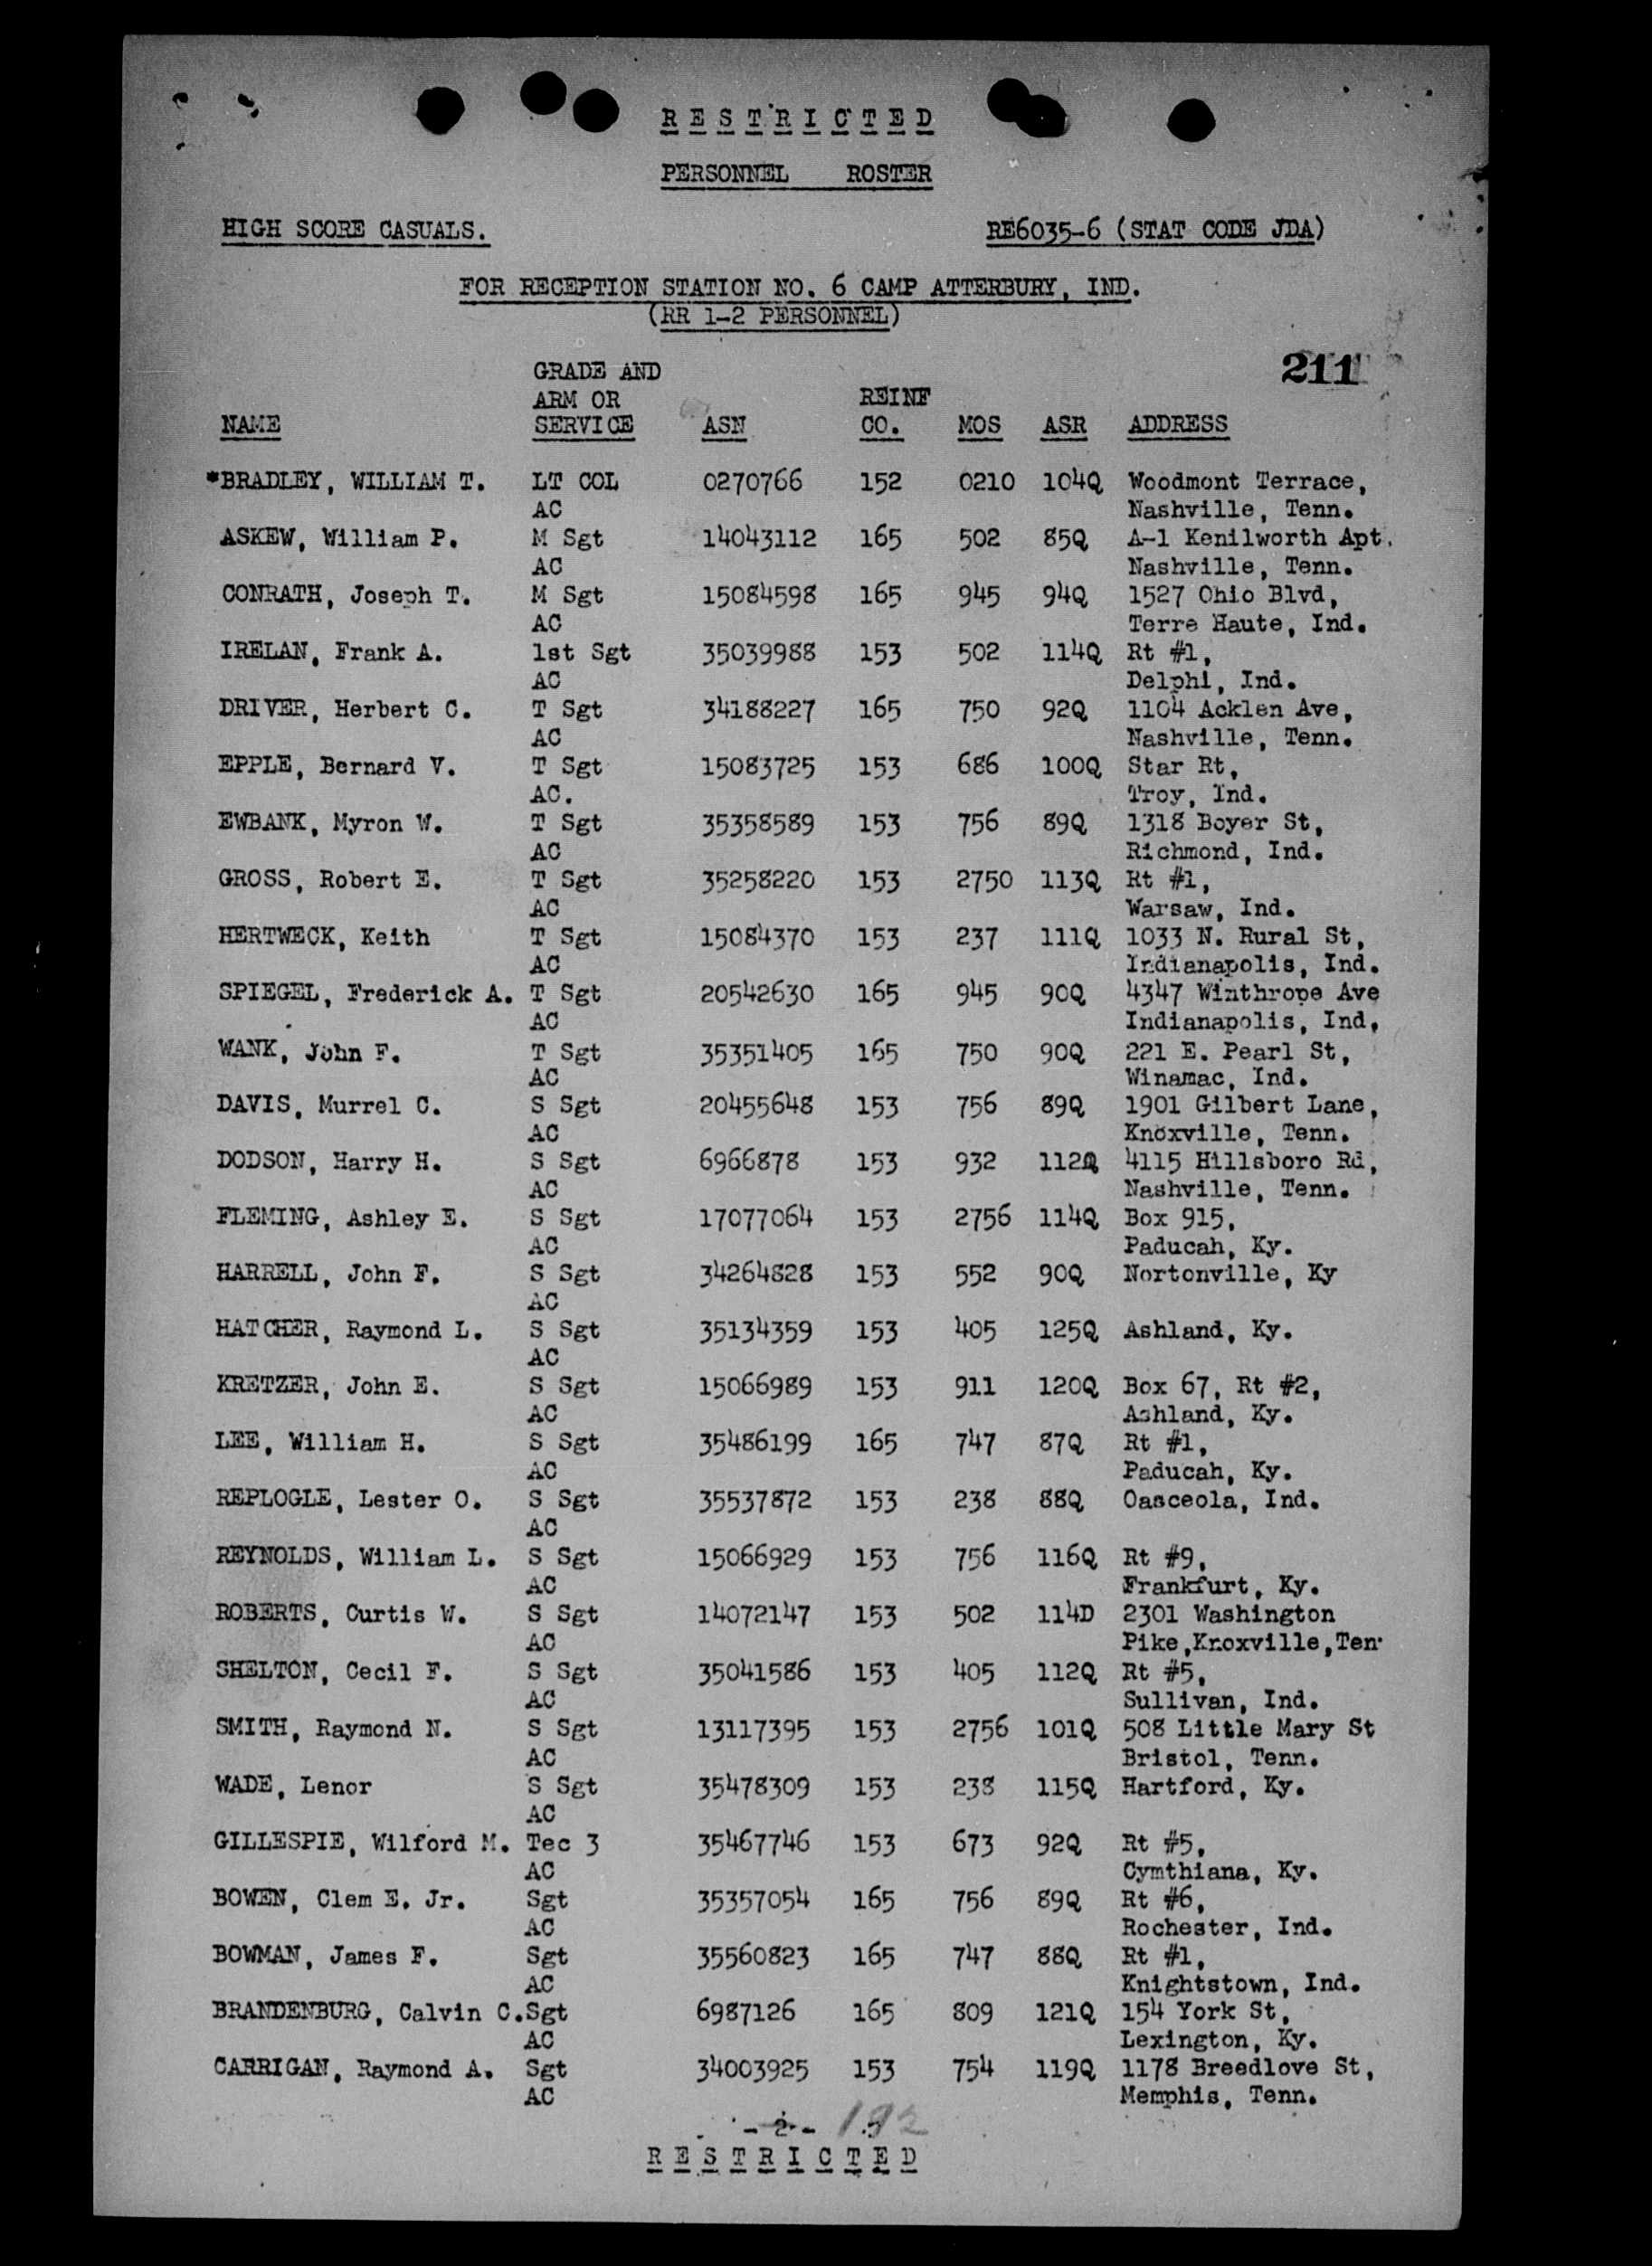 RESTRICTED
PERSONNEL ROSTER
HIGH SCORE CASUALS. RE6035-6 (STAT CODE JDA)
FOR RECEPTION STATION NO. 6 CAMP ATTERBURY, IND.
(RR 1-2 PERSONNEL)
211
GRADE AND
ARM OR REINF
NAME SERVICE ASN CO. MOS ASR ADDRESS
*BRADLEY, WILLIAM T. LT COL 0270766 152 0210 104Q Woodmont Terrace,
AC Nashville, Tenn.
ASKEW, William P. M Sgt 14043112 165 502 85Q A-1 Kenilworth Apt.
AC Nashville, Tenn.
CONRATH, Joseph T. M Sgt 15084598 165 945 94Q 1527 Ohio Blvd,
AC Terre Haute, Ind.
IRELAN, Frank A. 1st Sgt 35039988 153 502 114Q Rt #1,
AC Delphi, Ind.
DRIVER, Herbert C. T Sgt 34188227 165 750 92Q 1104 Acklen Ave,
AC Nashville, Tenn.
EPPLE, Bernard V. T Sgt 15083725 153 686 100Q Star Rt,
AC. Troy, Ind.
EWBANK, Myron W. T Sgt 35358589 153 756 89Q 1318 Boyer St,
AC Richmond, Ind.
GROSS, Robert E. T Sgt 35258220 153 2750 113Q Rt #1,
AC Warsaw, Ind.
HERTWECK, Keith T Sgt 15084370 153 237 111Q 1033 N. Rural St,
AC Indianapolis, Ind.
SPIEGEL, Frederick A. T Sgt 20542630 165 945 90Q 4347 Winthrope Ave
AC Indianapolis, Ind,
WANK, John F. T Sgt 35351405 165 750 90Q 221 E. Pearl St,
AC Winamac, Ind.
DAVIS, Murrel C. S Sgt 20455648 153 756 89Q 1901 Gilbert Lane,
AC Knoxville, Tenn.
DODSON, Harry H. S Sgt 6966878 153 932 112Q 4115 Hillsboro Rd,
AC Nashville, Tenn.
FLEMING, Ashley E. S Sgt 17077064 153 2756 114Q Box 915,
AC Paducah, Ky.
HARRELL, John F. S Sgt 34264828 153 552 90Q Nortonville, Ky
AC
HATCHER, Raymond L. S Sgt 35134359 153 405 125Q Ashland, Ky.
AC
KRETZER, John E. S Sgt 15066989 153 911 120Q Box 67, Rt #2,
AC Ashland, Ky.
LEE, William H. S Sgt 35486199 165 747 87Q Rt #1,
AC Paducah, Ky.
REPLOGLE, Lester O. S Sgt 35537872 153 238 88Q Oasceola, Ind.
AC
REYNOLDS, William L. S Sgt 15066929 153 756 116Q Rt #9,
AC Frankfurt, Ky.
ROBERTS, Curtis W. S Sgt 14072147 153 502 114D 2301 Washington
AC Pike,Knoxville,Ten
SHELTON, Cecil F. S Sgt 35041586 153 405 112Q Rt #5,
AC Sullivan, Ind.
SMITH, Raymond N. S Sgt 13117395 153 2756 101Q 508 Little Mary St
AC Bristol, Tenn.
WADE, Lenor S Sgt 35478309 153 238 115Q Hartford, Ky.
AC
GILLESPIE, Wilford M. Tec 3 35467746 153 673 92Q Rt #5,
AC Cymthiana, Ky.
BOWEN, Clem E. Jr. Sgt 35357054 165 756 89Q Rt #6,
AC Rochester, Ind.
BOWMAN, James F. Sgt 35560823 165 747 88Q Rt #1,
AC Knightstown, Ind.
BRANDENBURG, Calvin C.Sgt 6987126 165 809 121Q 154 York St,
AC Lexington, Ky.
CARRIGAN, Raymond A. Sgt 34003925 153 754 119Q 1178 Breedlove St,
AC Memphis, Tenn.
-2- 192
RESTRICTED